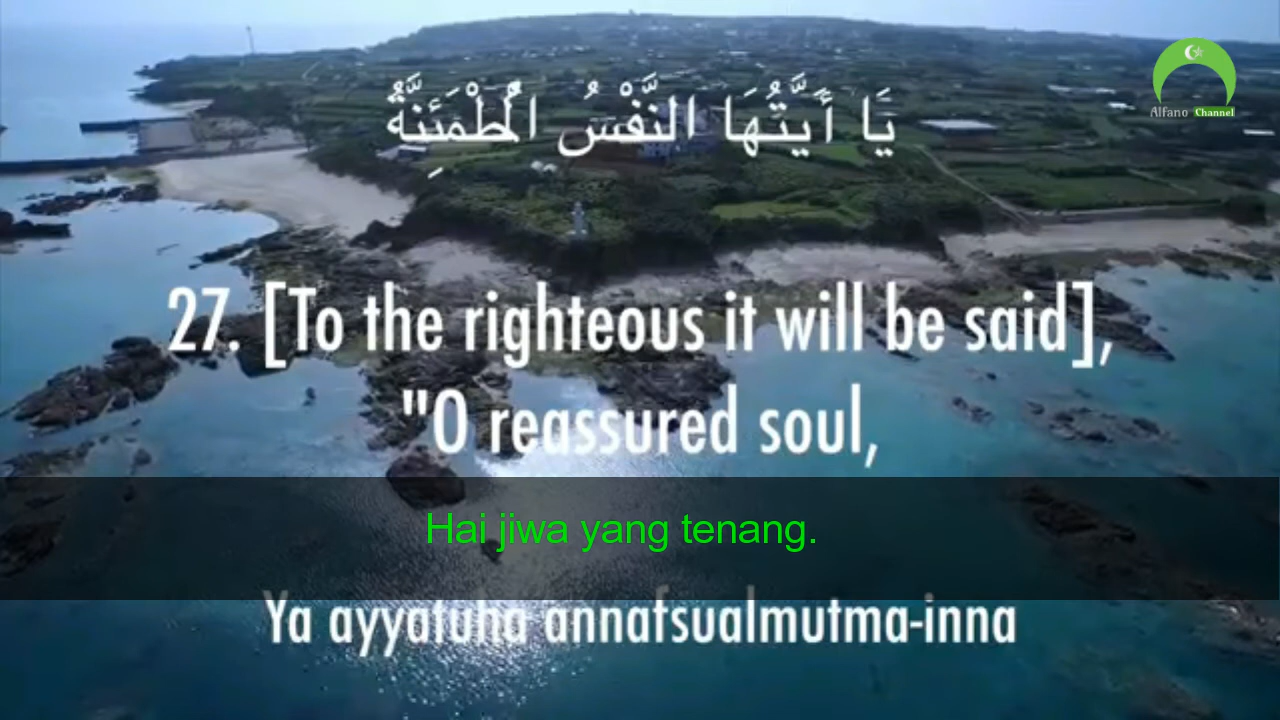 يَا أَيَّتُهَا النَّفْسُ الْمُطْمَئِنَّةُ
Alfano Channel
27. [To the righteous it will be said],
"O reassured soul,
Hai jiwa yang tenang.
Ya ayyatuha annafsualmutma-inna